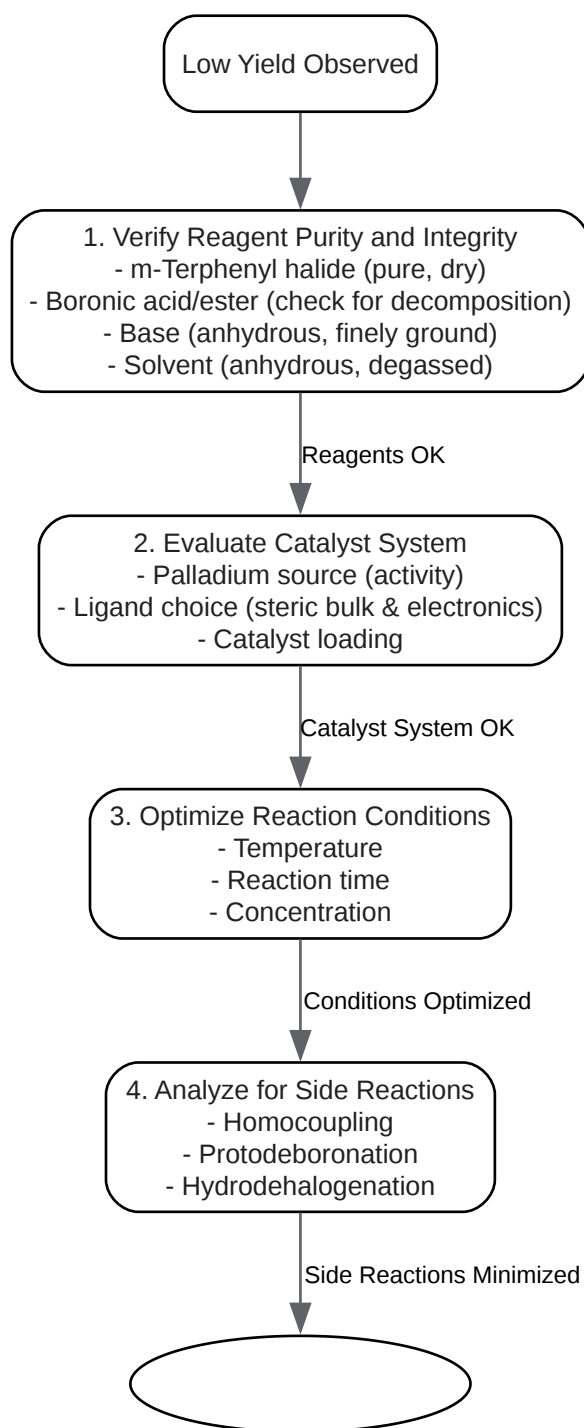 Low Yield Observed
1. Verify Reagent Purity and Integrity
- m-Terphenyl halide (pure, dry)
- Boronic acid/ester (check for decomposition)
- Base (anhydrous, finely ground)
- Solvent (anhydrous, degassed)
Reagents OK
2. Evaluate Catalyst System
- Palladium source (activity)
- Ligand choice (steric bulk & electronics)
- Catalyst loading
Catalyst System OK
3. Optimize Reaction Conditions
- Temperature
- Reaction time
- Concentration
Conditions Optimized
4. Analyze for Side Reactions
- Homocoupling
- Protodeboronation
- Hydrodehalogenation
Side Reactions Minimized